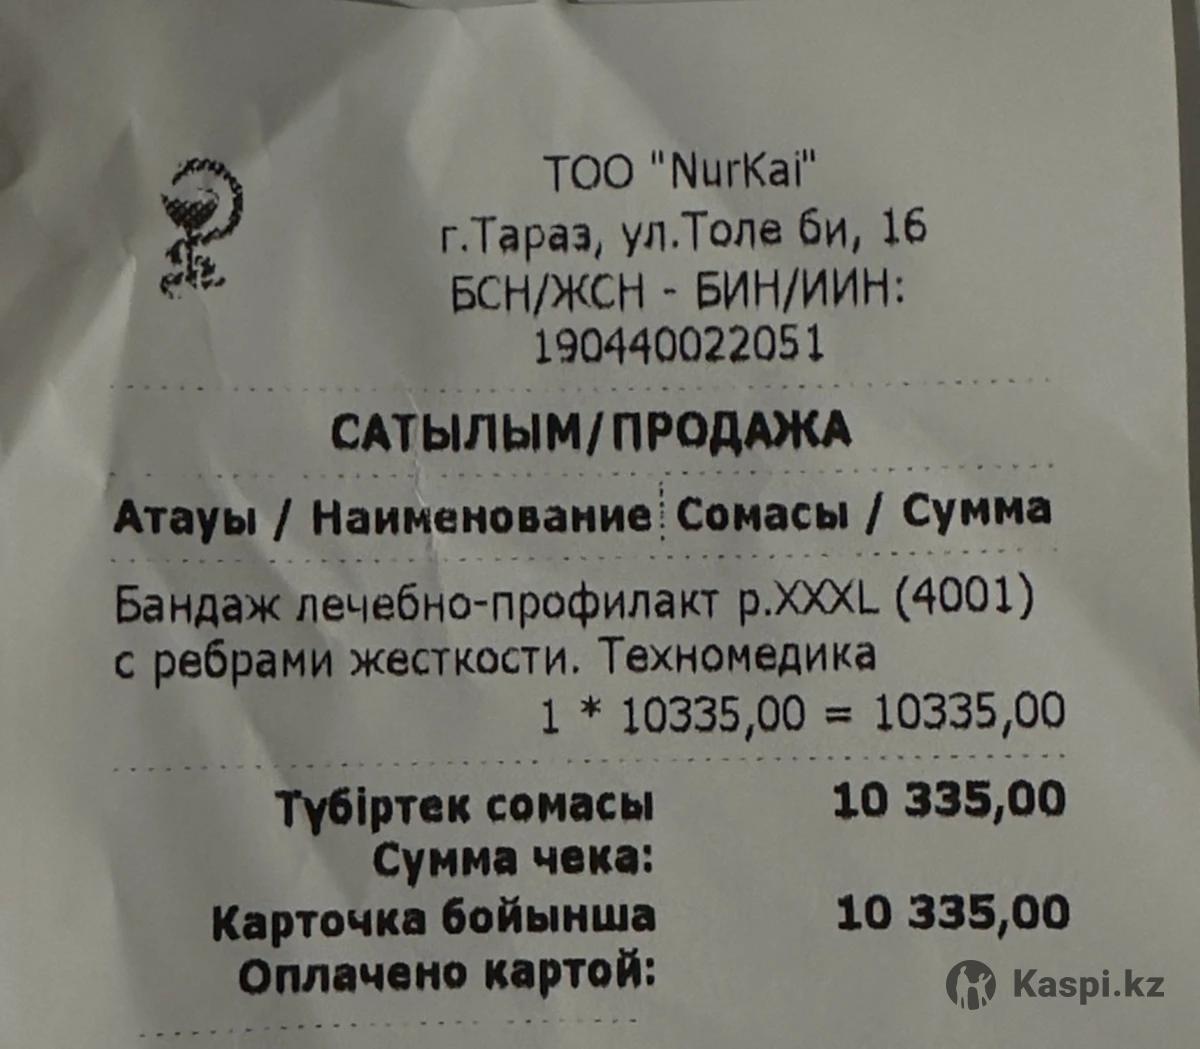 ТОО "NurKai"
г.Тараз, ул.Толе би, 16
БСН/ЖСН - БИН/ИИН:
190440022051
САТЫЛЫМ/ПРОДАЖА
Атауы / Наименование Сомасы / Сумма
Бандаж лечебно-профилакт р.XXXL (4001)
с ребрами жесткости. Техномедика
1 * 10335,00 = 10335,00
Түбіртек сомасы 10 335,00
Сумма чека:
Карточка бойынша 10 335,00
Оплачено картой:
Kaspi.kz